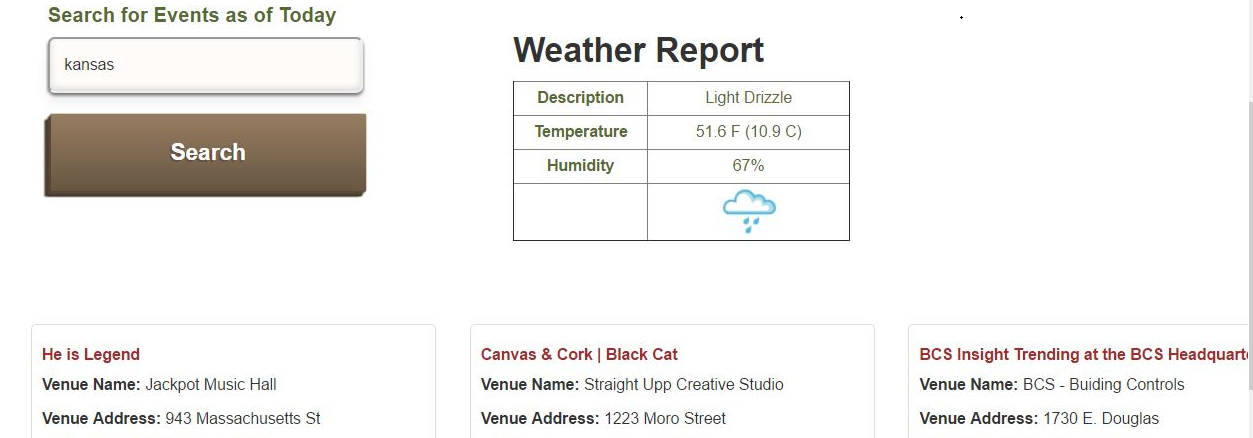 Search for Events as of Today
kansas
Search
Weather Report
Description Light Drizzle
Temperature 51.6 F (10.9 C)
Humidity 67%
He is Legend
Venue Name: Jackpot Music Hall
Venue Address: 943 Massachusetts St
Canvas & Cork | Black Cat
Venue Name: Straight Upp Creative Studio
Venue Address: 1223 Moro Street
BCS Insight Trending at the BCS Headquarte
Venue Name: BCS - Buiding Controls
Venue Address: 1730 E. Douglas